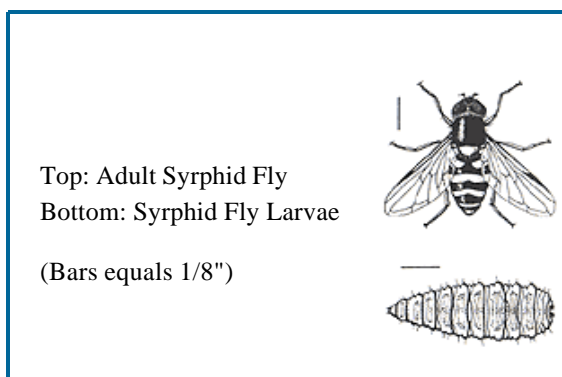 Top: Adult Syrphid Fly
Bottom: Syrphid Fly Larvae
(Bars equals 1/8")